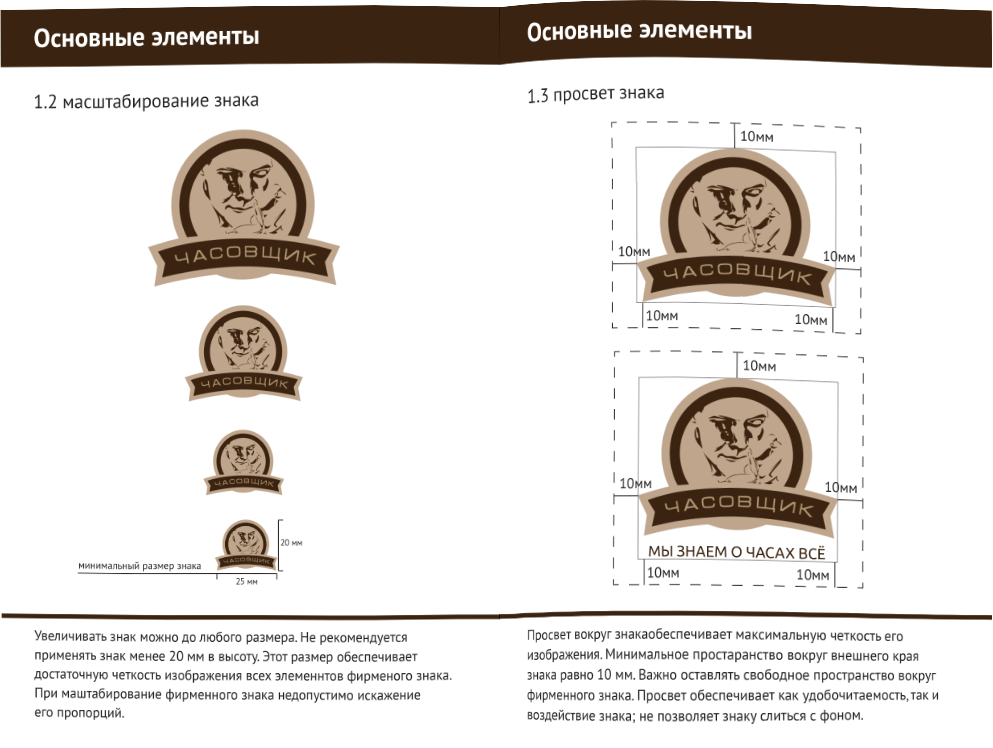 Основные элементы
1.2 масштабирование знака
ЧАСОВЩИК
ЧАСОВЩИК
ЧАСОВЩИК
ЧАСОВЩИК
20 мм
минимальный размер знака
25 мм
Увеличивать знак можно до любого размера. Не рекомендуется
применять знак менее 20 мм в высоту. Этот размер обеспечивает
достаточную четкость изображения всех элеменнтов фирменого знака.
При маштабирование фирменного знака недопустимо искажение
его пропорций.
Основные элементы
1.3 просвет знака
10мм
10мм
10мм
ЧАСОВЩИК
10мм
10мм
10мм
10мм
10мм
ЧАСОВЩИК
МЫ ЗНАЕМ О ЧАСАХ ВСЁ
10мм
10мм
Просвет вокруг знакаобеспечивает максимальную четкость его
изображения. Минимальное простаранство вокруг внешнего края
знака равно 10 мм. Важно оставлять свободное пространство вокруг
фирменного знака. Просвет обеспечивает как удобочитаемость, так и
воздействие знака; не позволяет знаку слиться с фоном.